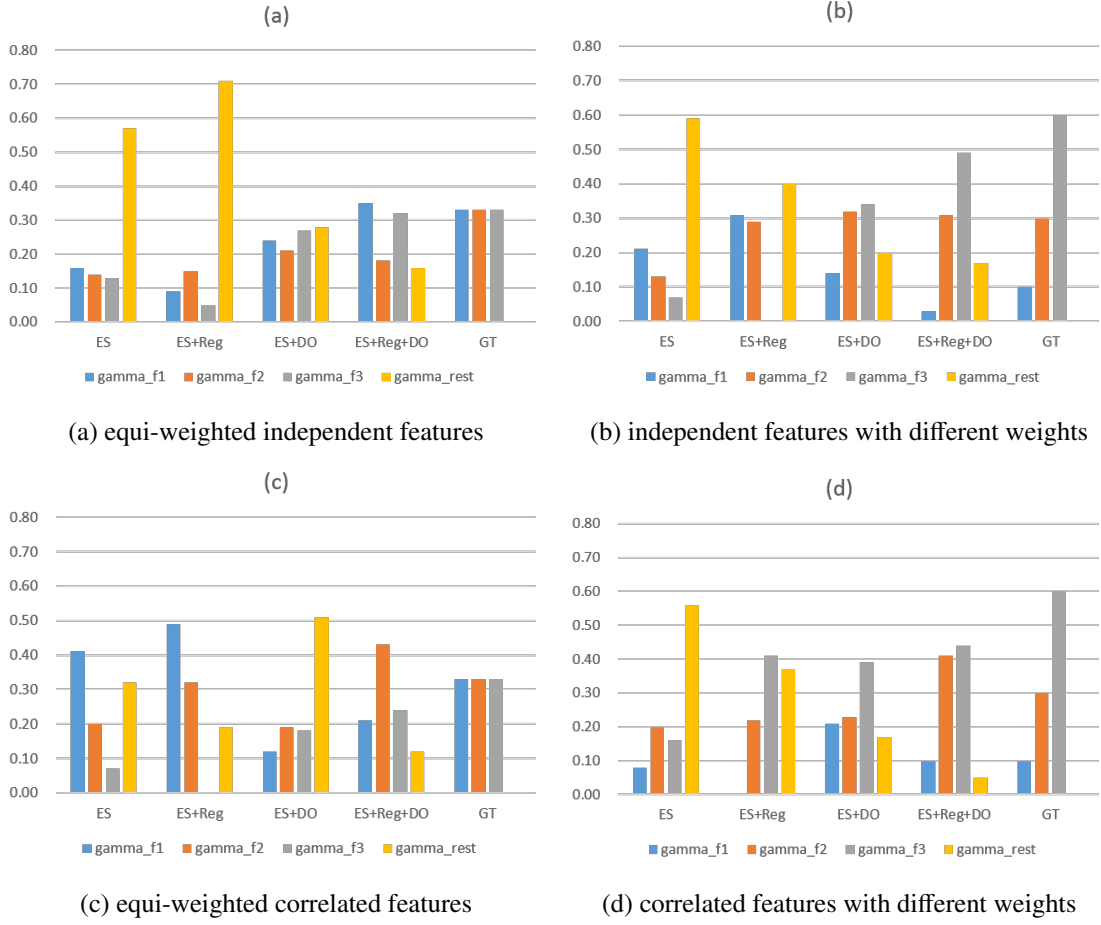 (a)
0.80
0.70
0.60
0.50
0.40
0.30
0.20
0.10
0.00
ES ES+Reg ES+DO ES+Reg+DO GT
gamma_f1 gamma_f2 gamma_f3 gamma_rest
(a) equi-weighted independent features
(b)
0.80
0.70
0.60
0.50
0.40
0.30
0.20
0.10
0.00
ES ES+Reg ES+DO ES+Reg+DO GT
gamma_f1 gamma_f2 gamma_f3 gamma_rest
(b) independent features with different weights
(c)
0.80
0.70
0.60
0.50
0.40
0.30
0.20
0.10
0.00
ES ES+Reg ES+DO ES+Reg+DO GT
gamma_f1 gamma_f2 gamma_f3 gamma_rest
(c) equi-weighted correlated features
(d)
0.80
0.70
0.60
0.50
0.40
0.30
0.20
0.10
0.00
ES ES+Reg ES+DO ES+Reg+DO GT
gamma_f1 gamma_f2 gamma_f3 gamma_rest
(d) correlated features with different weights